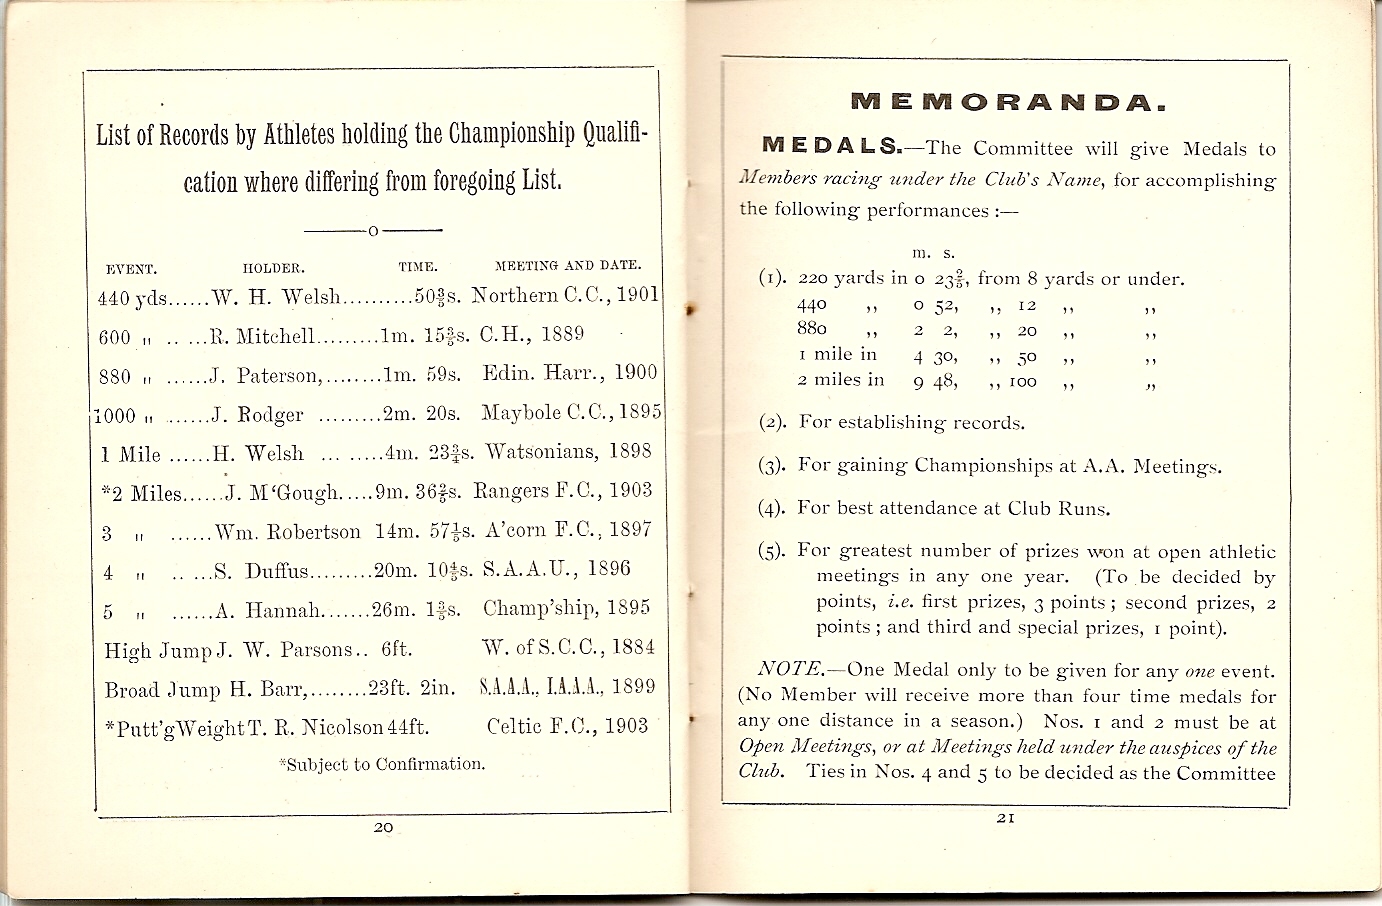 List of Records by Athletes holding the Championship Qualifi-
cation where differing from foregoing List.
o
EVENT. HOLDER. TIME. MEETING AND DATE.
440 yds......W. H. Welsh..........50⅗s. Northern C.C., 1901
600 „ .. ...R. Mitchell.........1m. 15⅗s. C.H., 1889
880 „ ......J. Paterson,........1m. 59s. Edin. Harr., 1900
1000 „ ......J. Rodger .........2m. 20s. Maybole C.C., 1895
1 Mile ......H. Welsh ... ......4m. 23¾s. Watsonians, 1898
*2 Miles......J. M‘Gough.....9m. 36⅗s. Rangers F.C., 1903
3 „ ......Wm. Robertson 14m. 57⅕s. A'corn F.C., 1897
4 „ .. ...S. Duffus.........20m. 10⅘s. S.A.A.U., 1896
5 „ ......A. Hannah.......26m. 1⅗s. Champ'ship, 1895
High Jump J. W. Parsons.. 6ft. W. of S.C.C., 1884
Broad Jump H. Barr,........23ft. 2in. S.A.A.A., I.A.A.A., 1899
*Putt'g Weight T. R. Nicolson 44ft. Celtic F.C., 1903
*Subject to Confirmation.
20
MEMORANDA.
MEDALS.—The Committee will give Medals to
Members racing under the Club's Name, for accomplishing
the following performances :—
m. s.
(1). 220 yards in 0 23⅖, from 8 yards or under.
440 ,, 0 52, ,, 12 ,, ,,
880 ,, 2 2, ,, 20 ,, ,,
1 mile in 4 30, ,, 50 ,, ,,
2 miles in 9 48, ,, 100 ,, ,,
(2). For establishing records.
(3). For gaining Championships at A.A. Meetings.
(4). For best attendance at Club Runs.
(5). For greatest number of prizes won at open athletic
meetings in any one year. (To be decided by
points, i.e. first prizes, 3 points ; second prizes, 2
points ; and third and special prizes, 1 point).
NOTE.—One Medal only to be given for any one event.
(No Member will receive more than four time medals for
any one distance in a season.) Nos. 1 and 2 must be at
Open Meetings, or at Meetings held under the auspices of the
Club. Ties in Nos. 4 and 5 to be decided as the Committee
21